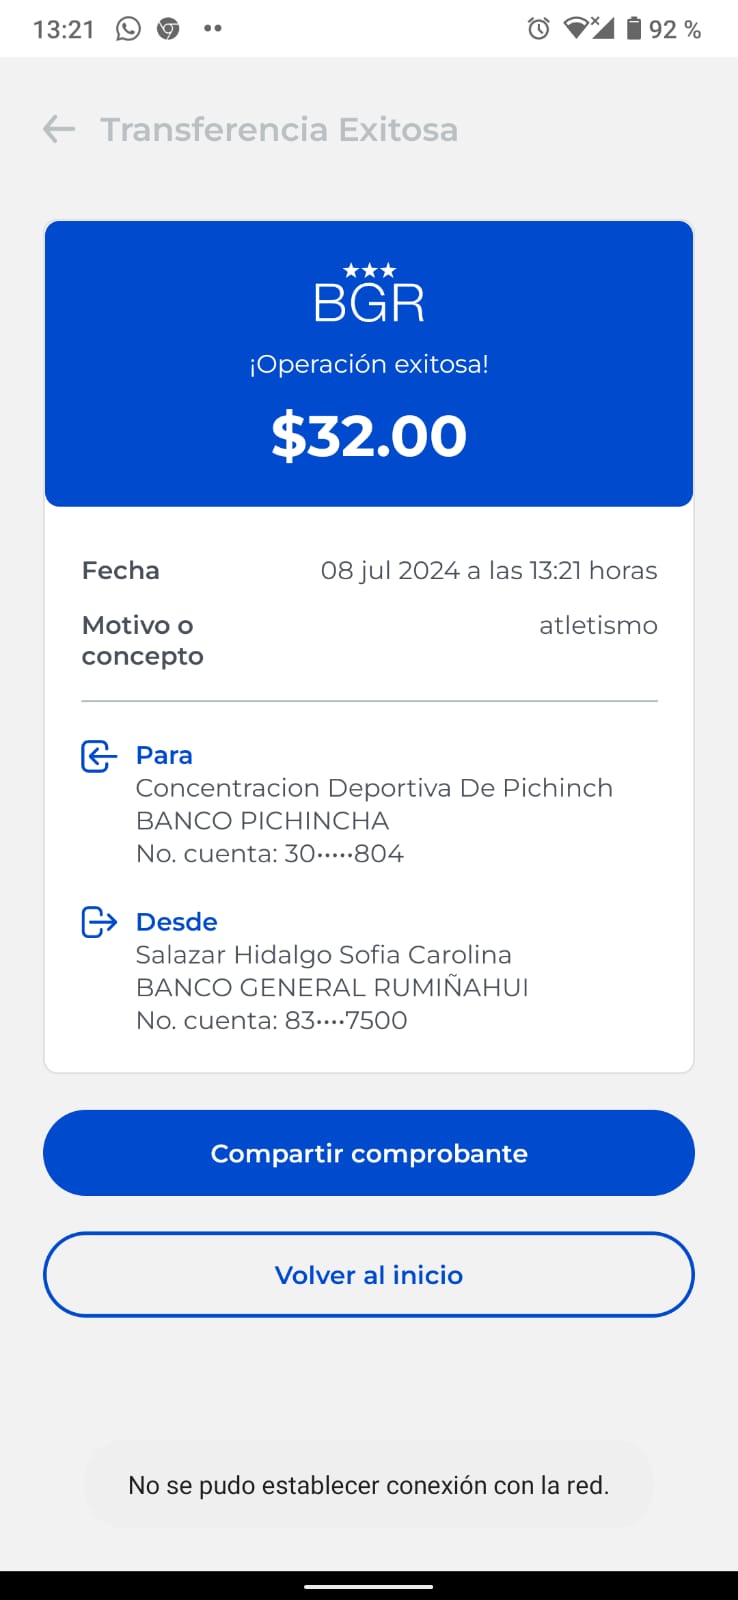 13:21
92 %
Transferencia Exitosa
BGR
¡Operación exitosa!
$32.00
Fecha 08 jul 2024 a las 13:21 horas
Motivo o concepto atletismo
Para
Concentracion Deportiva De Pichinch
BANCO PICHINCHA
No. cuenta: 30•••••804
Desde
Salazar Hidalgo Sofia Carolina
BANCO GENERAL RUMIÑAHUI
No. cuenta: 83••••7500
Compartir comprobante
Volver al inicio
No se pudo establecer conexión con la red.